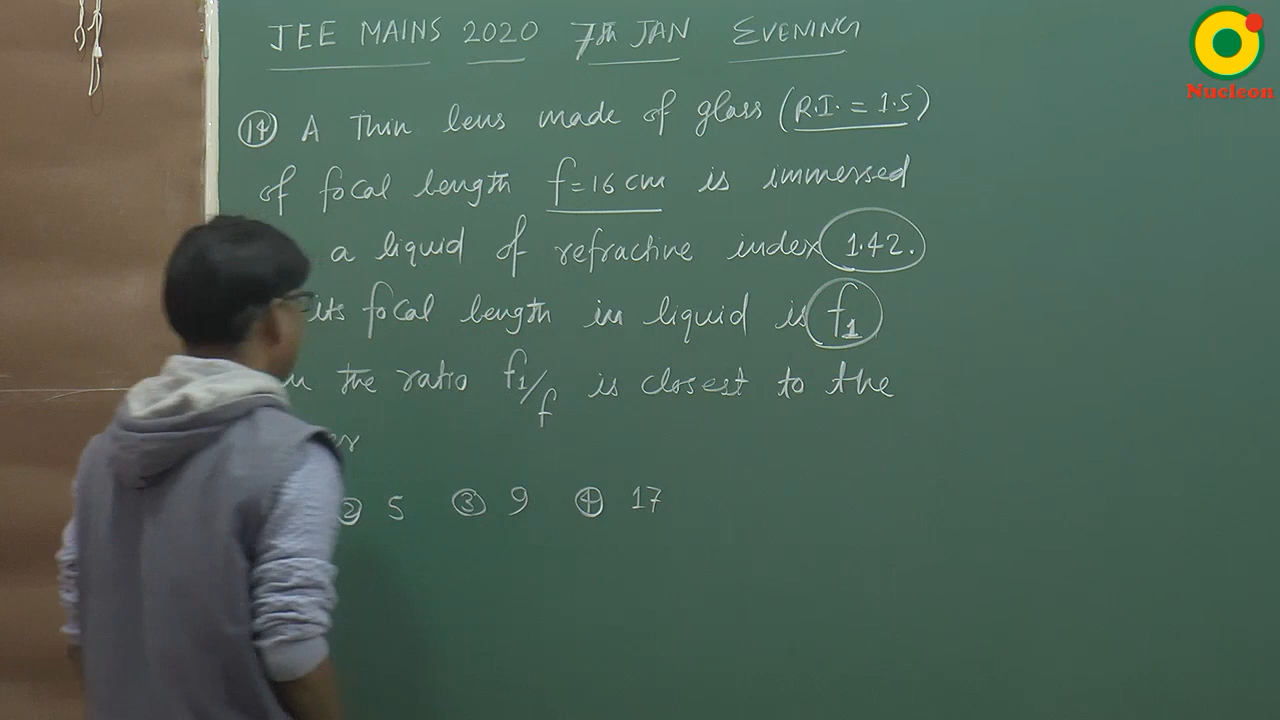 JEE MAINS 2020 7th JAN EVENING
Nucleon
(14) A Thin lens made of glass (R.I. = 1.5)
of focal length f=16 cm is immersed
a liquid of refractive index 1.42.
its focal length in liquid is f1
the ratio f1/f is closest to the
(2) 5 (3) 9 (4) 17